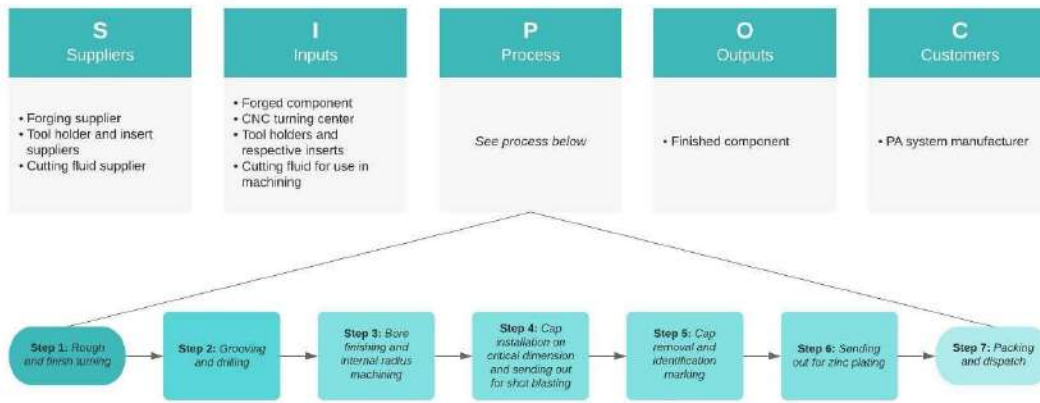 S
Suppliers
I
Inputs
P
Process
O
Outputs
C
Customers
• Forging supplier
• Tool holder and insert
suppliers
• Cutting fluid supplier
• Forged component
• CNC turning center
• Tool holders and
respective inserts
• Cutting fluid for use in
machining
See process below
• Finished component
• PA system manufacturer
Step 1: Rough
and finish turning
Step 2: Grooving
and drilling
Step 3: Bore
finishing and
internal radius
machining
Step 4: Cap
installation on
critical dimension
and sending out
for shot blasting
Step 5: Cap
removal and
identification
marking
Step 6: Sending
out for zinc plating
Step 7: Packing
and dispatch